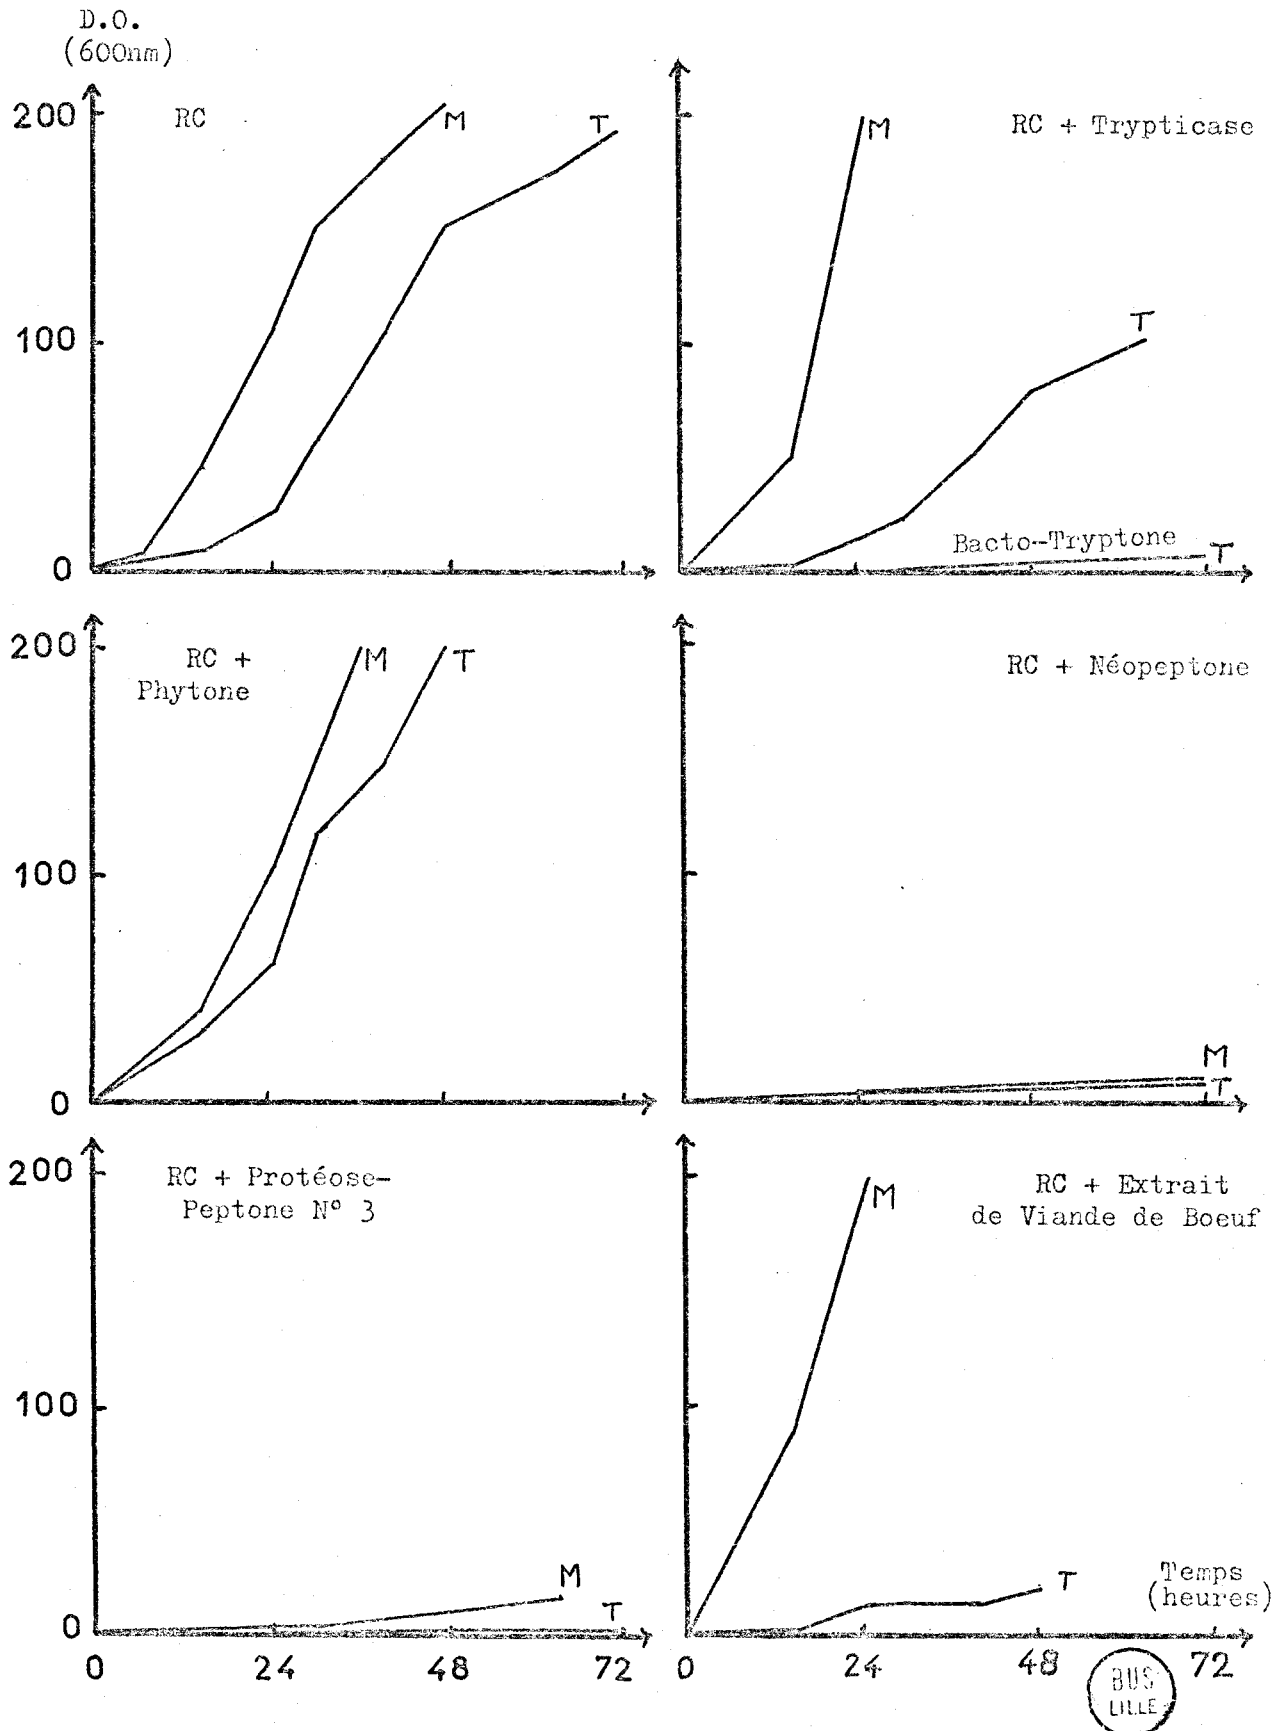 D.O.
(600nm)
200
RC
M
T
100
0
RC + Trypticase
M
T
Bacto-Tryptone
T
200
RC +
Phytone
M
T
100
0
RC + Néopeptone
M
T
200
RC + Protéose-
Peptone N° 3
100
M
T
0
0 24 48 72
RC + Extrait
de Viande de Boeuf
M
T
Temps
(heures)
0 24 48 72
BUS
LILLE